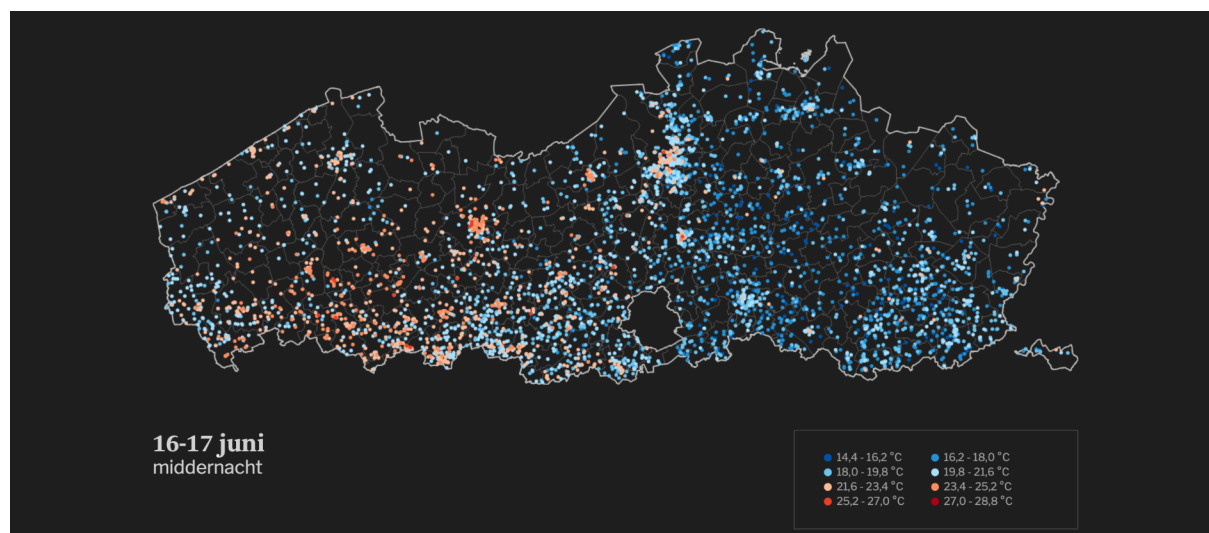 16-17 juni
middernacht
14,4 - 16,2 °C 16,2 - 18,0 °C
18,0 - 19,8 °C 19,8 - 21,6 °C
21,6 - 23,4 °C 23,4 - 25,2 °C
25,2 - 27,0 °C 27,0 - 28,8 °C